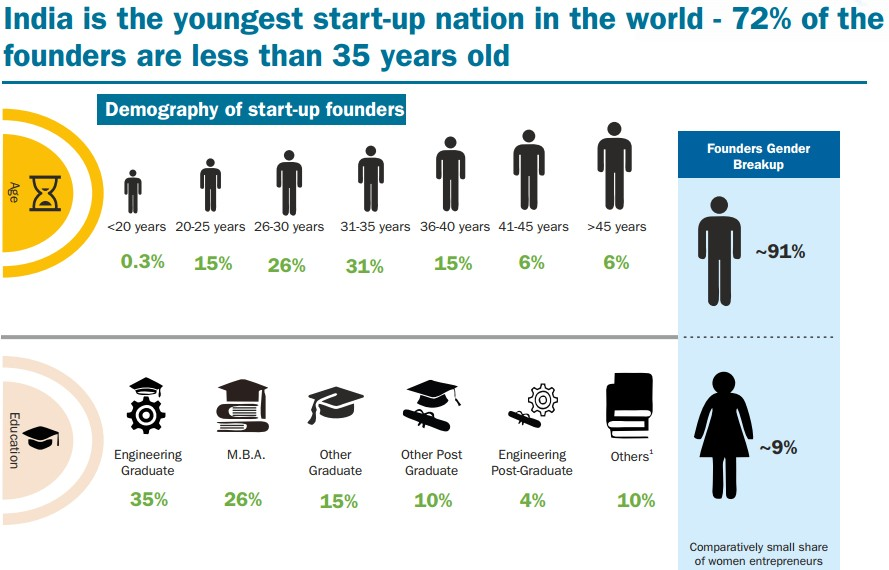 India is the youngest start-up nation in the world - 72% of the
founders are less than 35 years old
Demography of start-up founders
Age
<20 years 20-25 years 26-30 years 31-35 years 36-40 years 41-45 years >45 years
0.3% 15% 26% 31% 15% 6% 6%
Founders Gender
Breakup
~91%
Education
Engineering
Graduate
M.B.A.
Other
Graduate
Other Post
Graduate
Engineering
Post-Graduate
Others¹
35% 26% 15% 10% 4% 10%
~9%
Comparatively small share
of women entrepreneurs